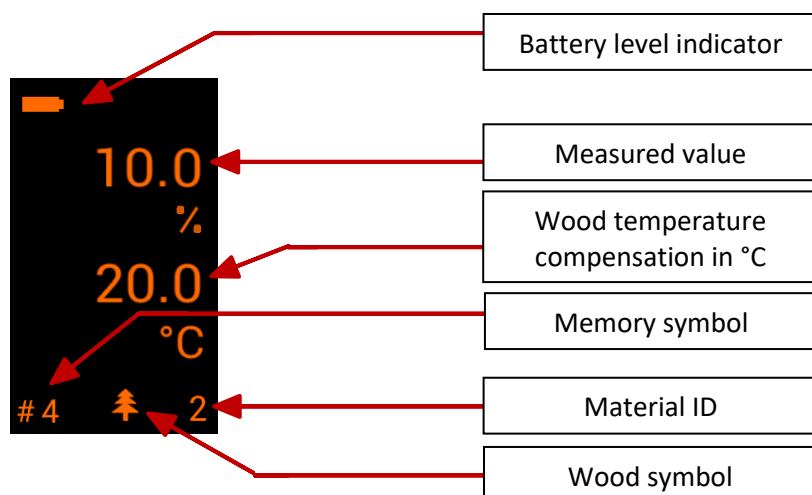 Battery level indicator
10.0
%
Measured value
20.0
°C
Wood temperature
compensation in °C
Memory symbol
# 4
2
Material ID
Wood symbol